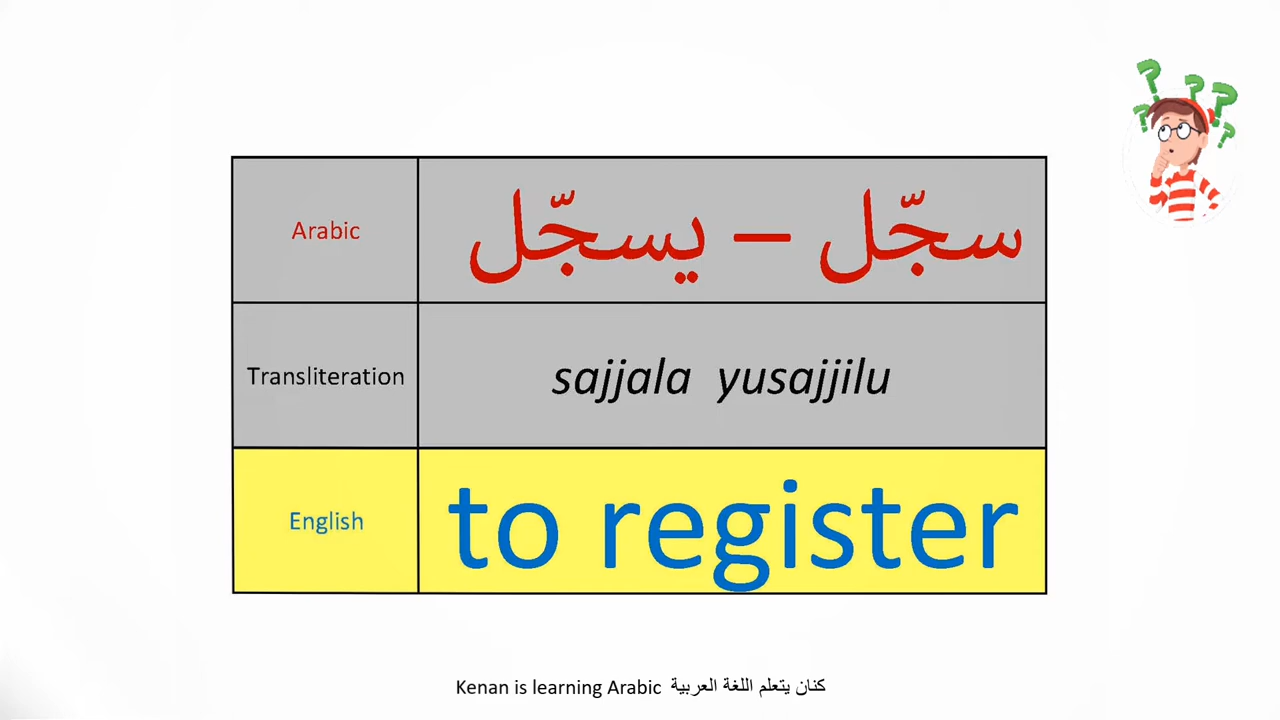 Arabic سجّل – يسجّل
Transliteration sajjala yusajjilu
English to register
Kenan is learning Arabic كنان يتعلم اللغة العربية